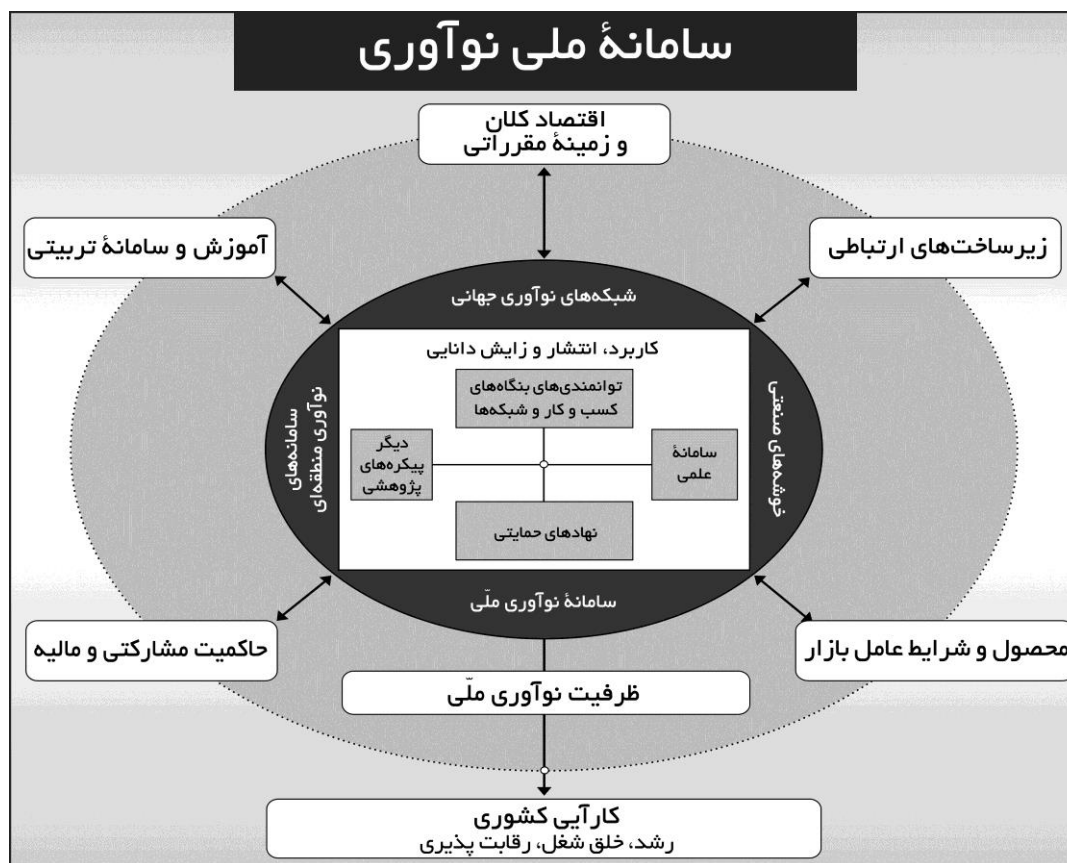 سامانهٔ ملی نوآوری
اقتصاد کلان
و زمینهٔ مقرراتی
زیرساخت‌های ارتباطی
آموزش و سامانهٔ تربیتی
شبکه‌های نوآوری جهانی
کاربرد، انتشار و زایش دانایی
توانمندی‌های بنگاه‌های
کسب و کار و شبکه‌ها
خوشه‌های صنعتی
سامانهٔ
علمی
دیگر
پیکره‌های
پژوهشی
سامانه‌های
نوآوری منطقه‌ای
نهادهای حمایتی
سامانهٔ نوآوری ملّی
محصول و شرایط عامل بازار
حاکمیت مشارکتی و مالیه
ظرفیت نوآوری ملّی
کارآیی کشوری
رشد، خلق شغل، رقابت پذیری